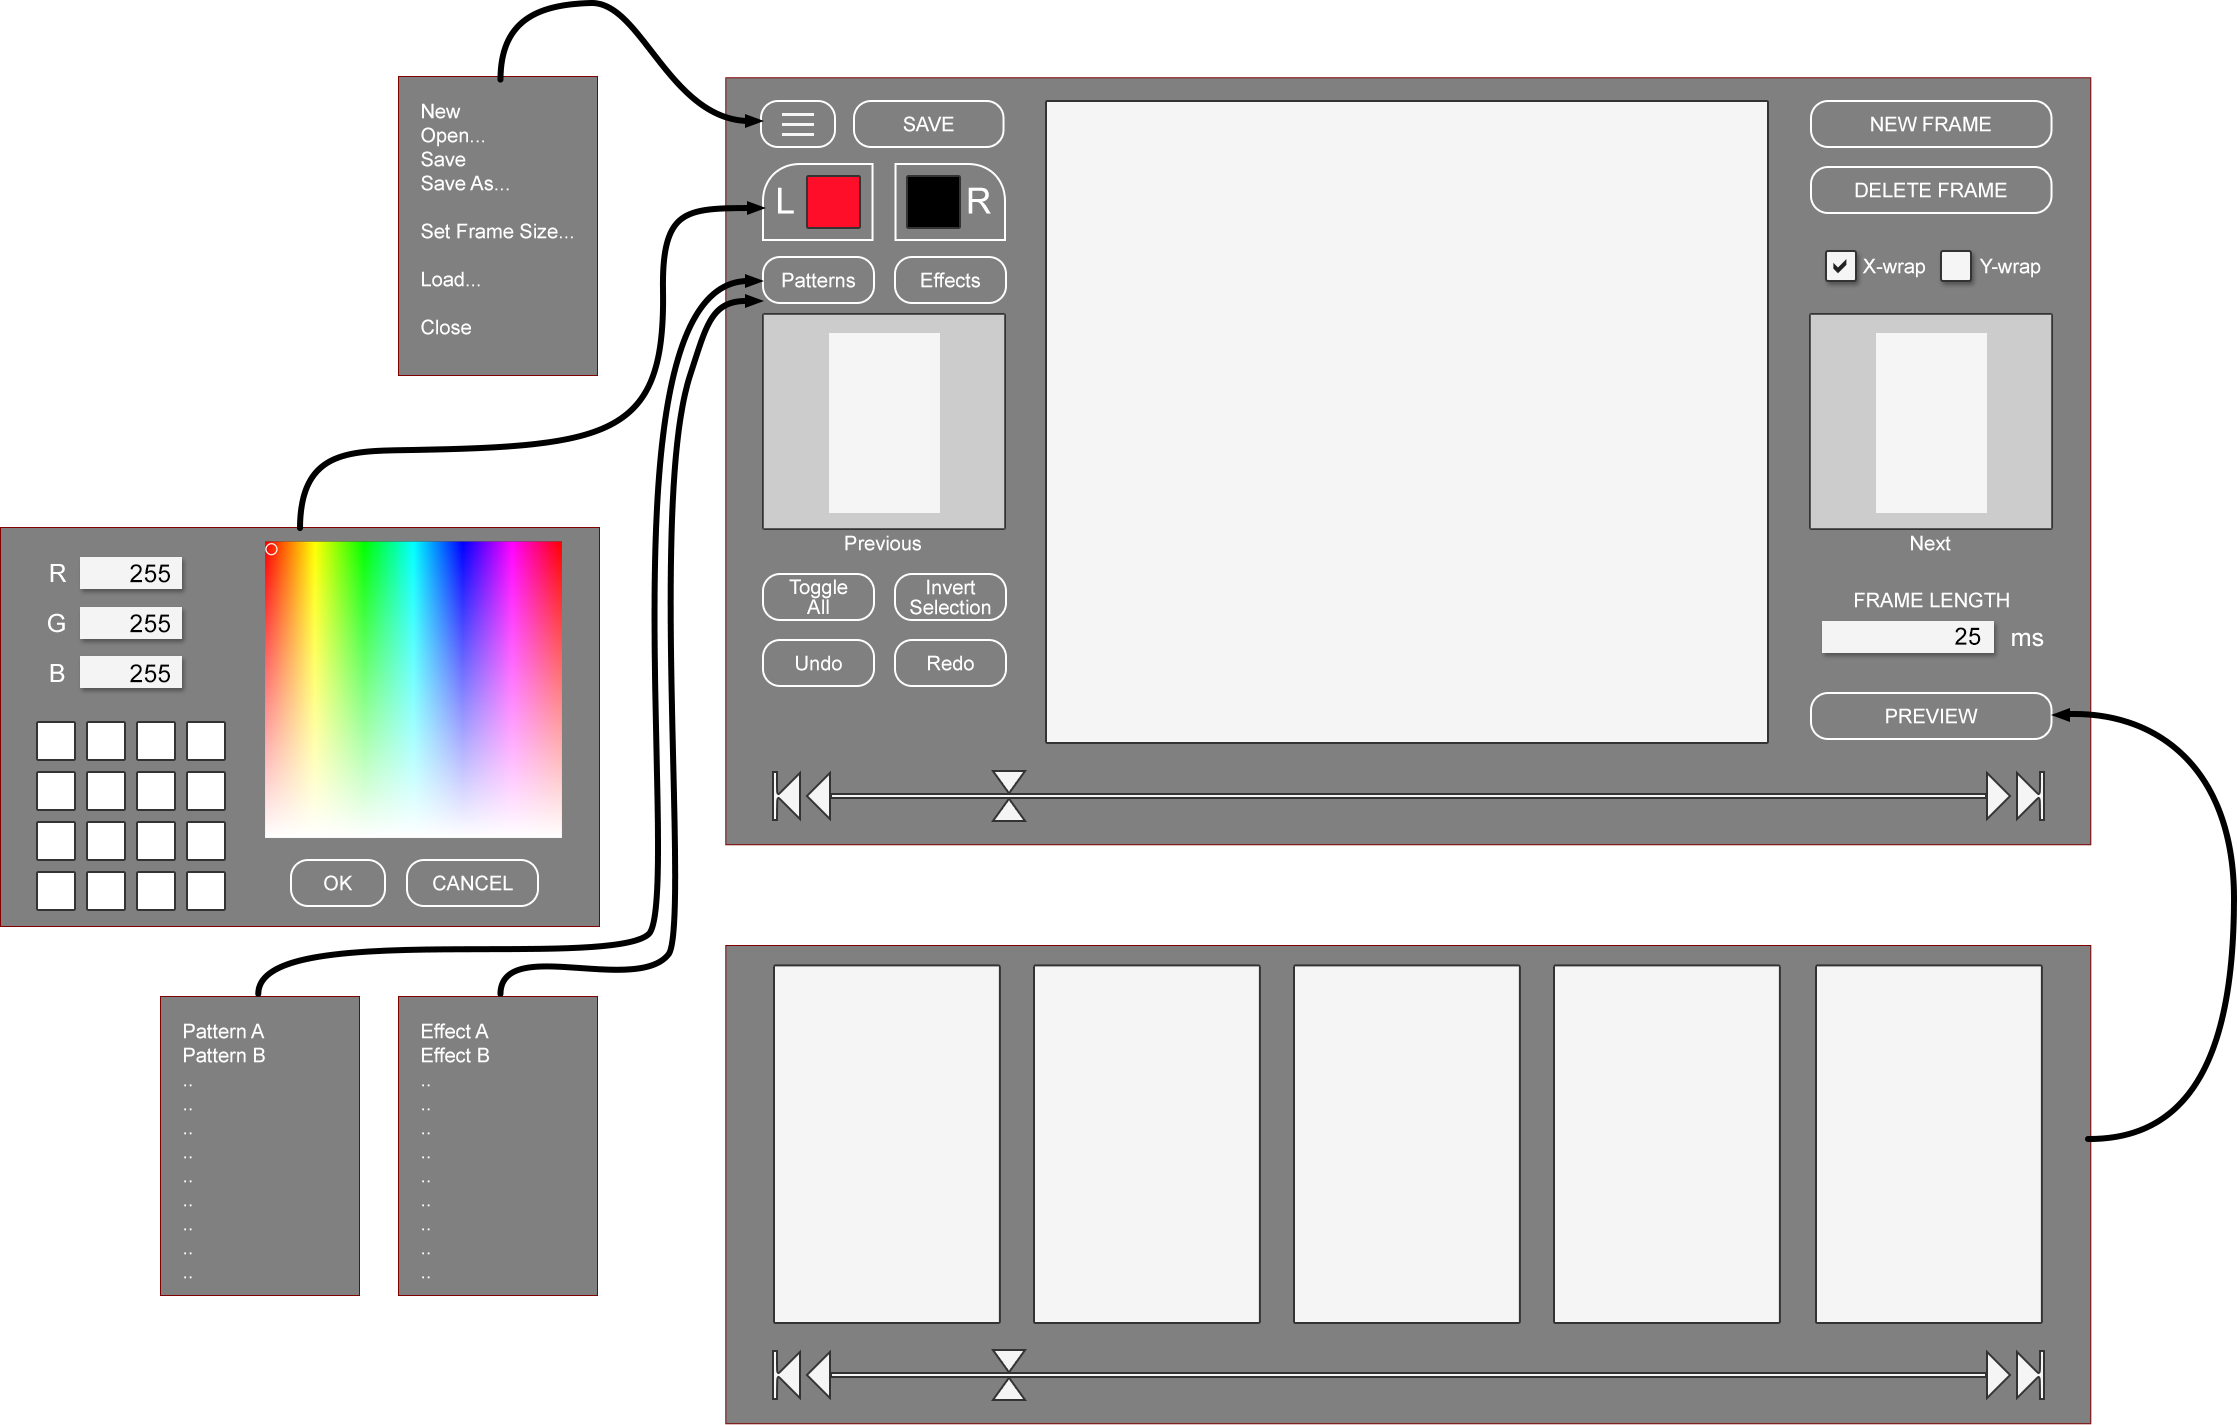 New
Open...
Save
Save As...
Set Frame Size...
Load...
Close
SAVE
L
R
Patterns
Effects
Previous
Toggle
All
Invert
Selection
Undo
Redo
NEW FRAME
DELETE FRAME
X-wrap
Y-wrap
Next
FRAME LENGTH
25 ms
PREVIEW
R 255
G 255
B 255
OK
CANCEL
Pattern A
Pattern B
..
..
..
..
..
..
..
..
..
Effect A
Effect B
..
..
..
..
..
..
..
..
..